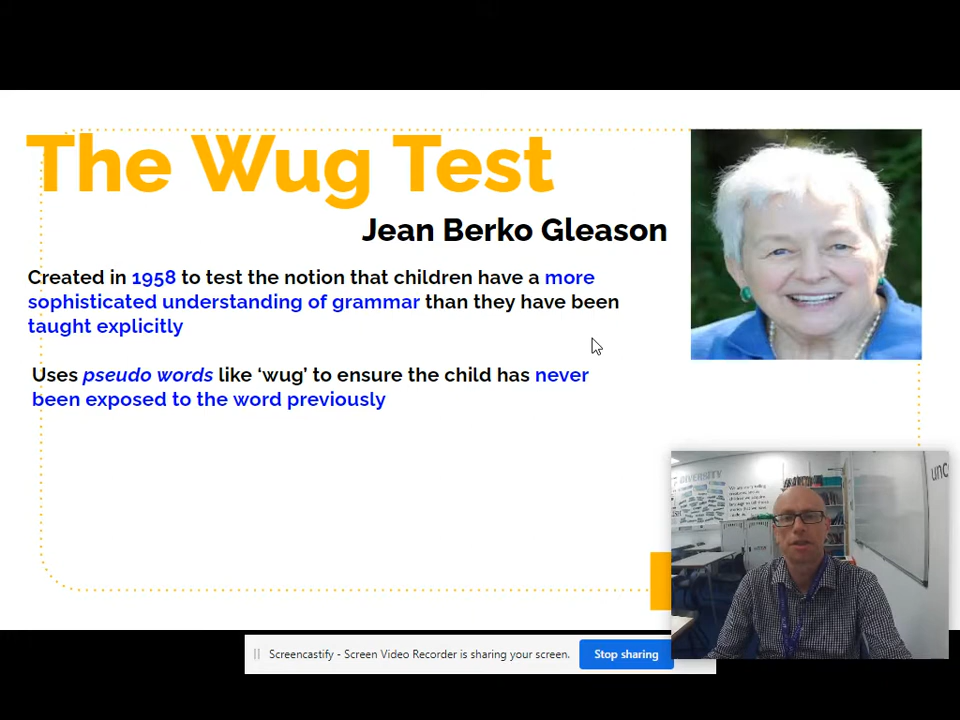 The Wug Test
Jean Berko Gleason
Created in 1958 to test the notion that children have a more
sophisticated understanding of grammar than they have been
taught explicitly
Uses pseudo words like ‘wug’ to ensure the child has never
been exposed to the word previously
DIVERSITY
unc
Screencastify - Screen Video Recorder is sharing your screen.
Stop sharing